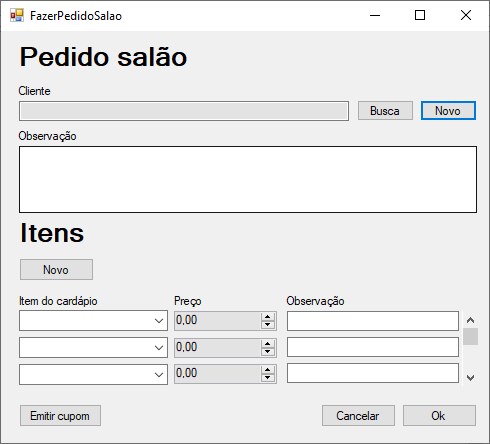 FazerPedidoSalao
Pedido salão
Cliente
Busca Novo
Observação
Itens
Novo
Item do cardápio Preço Observação
0,00
0,00
0,00
Emitir cupom Cancelar Ok